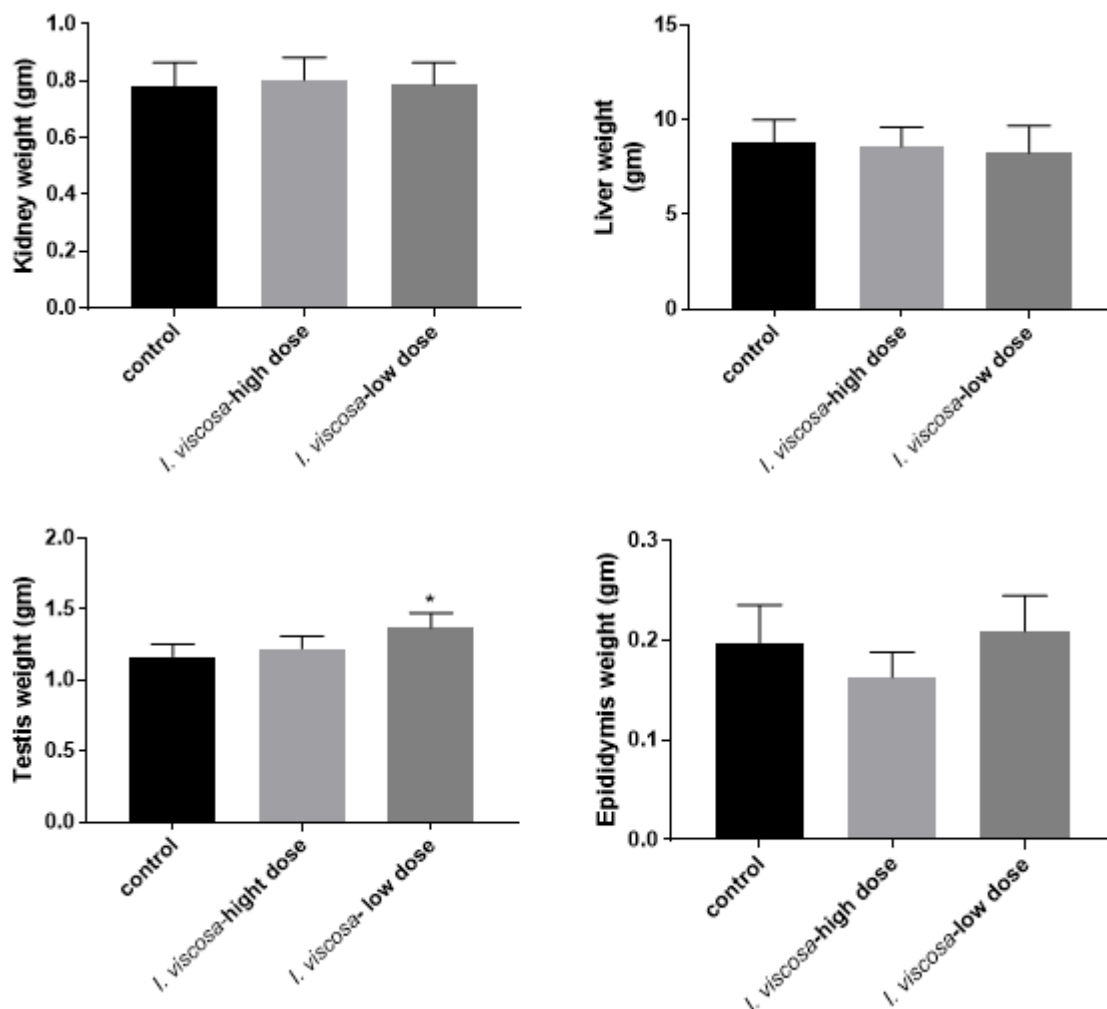 Kidney weight (gm)
1.0
0.8
0.6
0.4
0.2
0.0
control
I. viscosa-high dose
I. viscosa-low dose
Liver weight
(gm)
15
10
5
0
control
I. viscosa-high dose
I. viscosa-low dose
Testis weight (gm)
2.0
1.5
1.0
0.5
0.0
*
control
I. viscosa-hight dose
I. viscosa- low dose
Epididymis weight (gm)
0.3
0.2
0.1
0.0
control
I. viscosa-high dose
I. viscosa-low dose